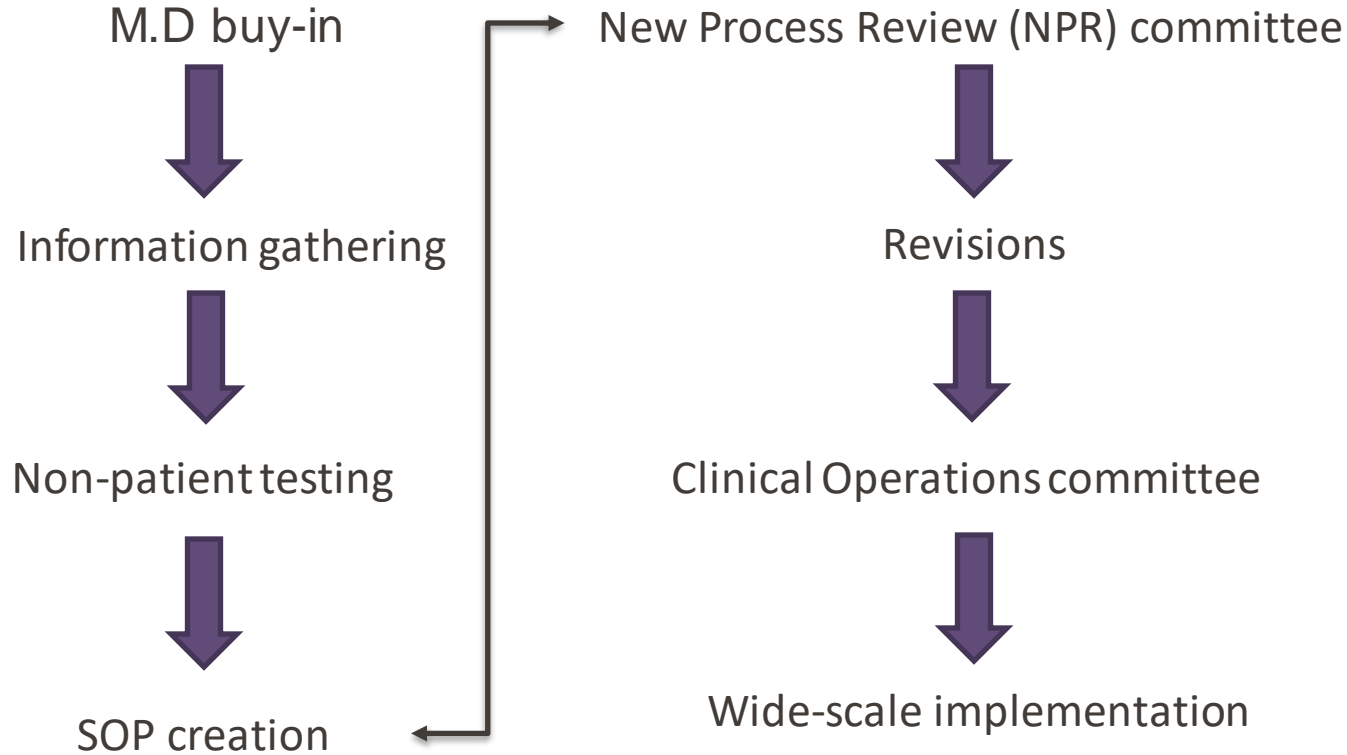 M.D buy-in
Information gathering
Non-patient testing
SOP creation
New Process Review (NPR) committee
Revisions
Clinical Operations committee
Wide-scale implementation